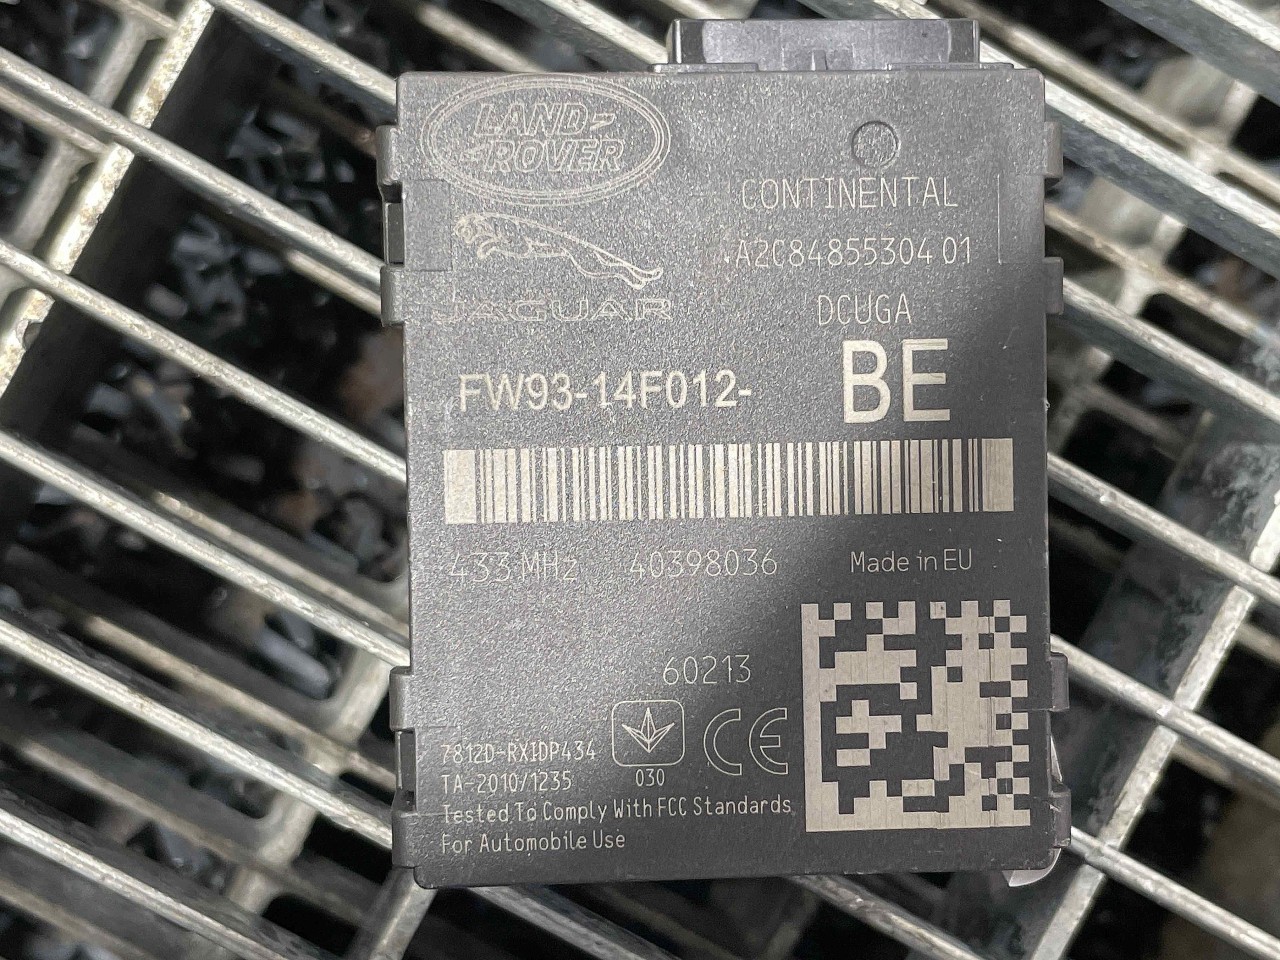 LAND-
-ROVER
CONTINENTAL
A2C84855304 01
JAGUAR
DCUGA
FW93-14F012-
BE
433 MHz 40398036 Made in EU
60213
7812D-RXIDP434
030
CE
TA-2010/1235
Tested To Comply With FCC Standards
For Automobile Use